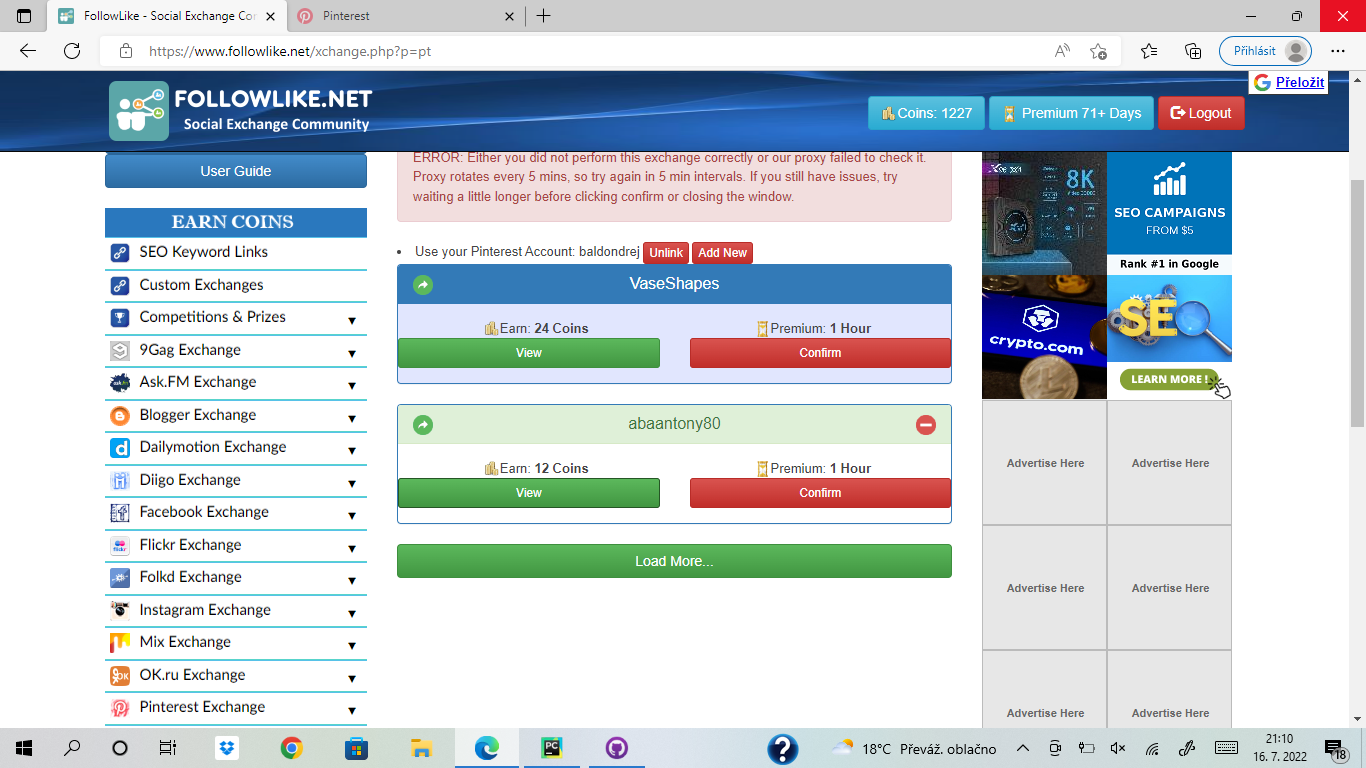 FollowLike - Social Exchange Cor
Pinterest
https://www.followlike.net/xchange.php?p=pt
Přihlásit
Přeložit
FOLLOWLIKE.NET
Social Exchange Community
Coins: 1227
Premium 71+ Days
Logout
User Guide
EARN COINS
SEO Keyword Links
Custom Exchanges
Competitions & Prizes
9Gag Exchange
Ask.FM Exchange
Blogger Exchange
Dailymotion Exchange
Diigo Exchange
Facebook Exchange
Flickr Exchange
Folkd Exchange
Instagram Exchange
Mix Exchange
OK.ru Exchange
Pinterest Exchange
ERROR: Either you did not perform this exchange correctly or our proxy failed to check it.
Proxy rotates every 5 mins, so try again in 5 min intervals. If you still have issues, try
waiting a little longer before clicking confirm or closing the window.
Use your Pinterest Account: baldondrej Unlink Add New
VaseShapes
Earn: 24 Coins
Premium: 1 Hour
View
Confirm
abaantony80
Earn: 12 Coins
Premium: 1 Hour
View
Confirm
Load More...
8K
SEO CAMPAIGNS
FROM $5
Rank #1 in Google
crypto.com
SE
LEARN MORE !
Advertise Here
Advertise Here
Advertise Here
Advertise Here
Advertise Here
Advertise Here
18°C Převáž. oblačno
21:10
16. 7. 2022
18